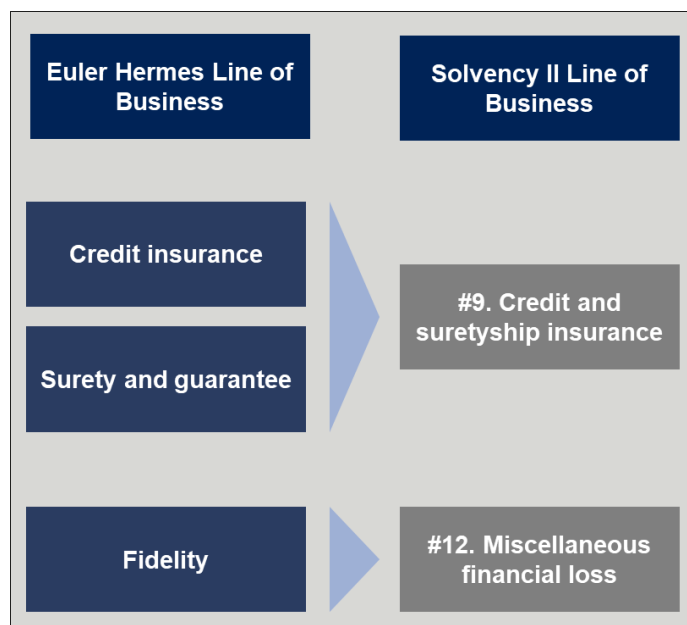 Euler Hermes Line of
Business
Solvency II Line of
Business
Credit insurance
Surety and guarantee
#9. Credit and
suretyship insurance
Fidelity
#12. Miscellaneous
financial loss